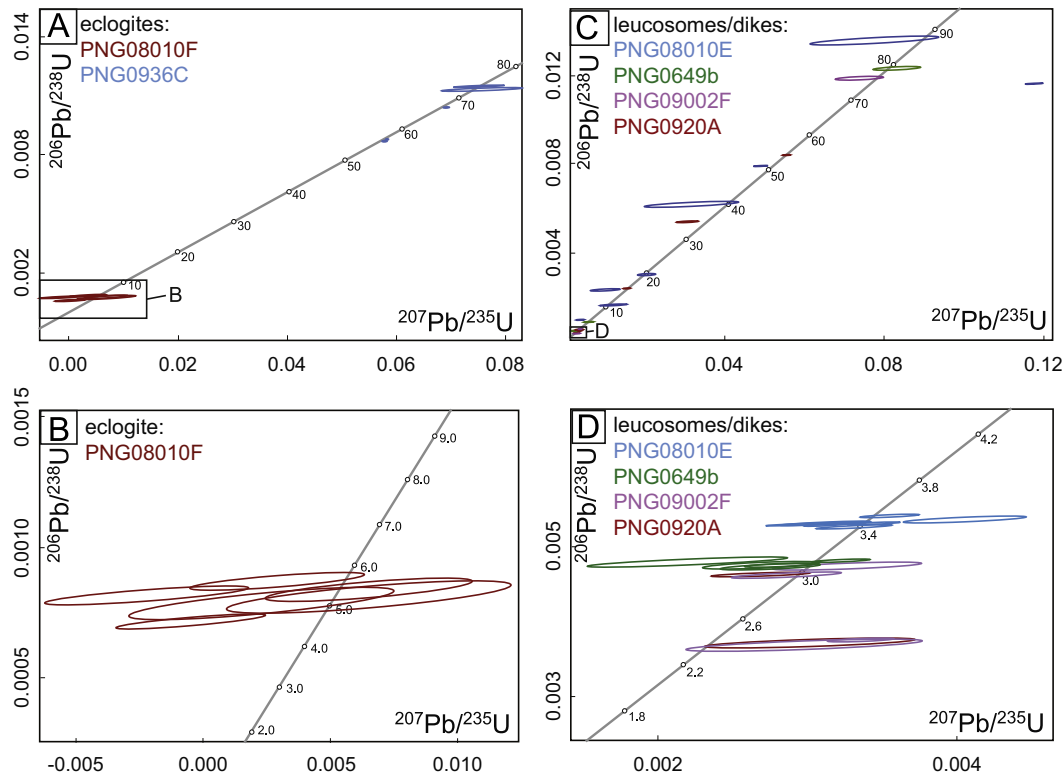 A
eclogites:
PNG08010F
PNG0936C
206Pb/238U
0.014
0.008
0.002
80
70
60
50
40
30
20
10
B
207Pb/235U
0.00 0.02 0.04 0.06 0.08
C
leucosomes/dikes:
PNG08010E
PNG0649b
PNG09002F
PNG0920A
206Pb/238U
0.012
0.008
0.004
90
80
70
60
50
40
30
20
10
D
207Pb/235U
0.04 0.08 0.12
B
eclogite:
PNG08010F
206Pb/238U
0.0015
0.0010
0.0005
9.0
8.0
7.0
6.0
5.0
4.0
3.0
2.0
207Pb/235U
-0.005 0.000 0.005 0.010
D
leucosomes/dikes:
PNG08010E
PNG0649b
PNG09002F
PNG0920A
206Pb/238U
0.005
0.003
4.2
3.8
3.4
3.0
2.6
2.2
1.8
207Pb/235U
0.002 0.004